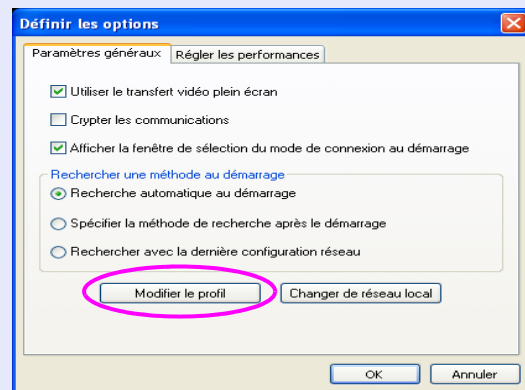 Définir les options
Paramètres généraux Régler les performances
Utiliser le transfert vidéo plein écran
Crypter les communications
Afficher la fenêtre de sélection du mode de connexion au démarrage
Rechercher une méthode au démarrage
Recherche automatique au démarrage
Spécifier la méthode de recherche après le démarrage
Rechercher avec la dernière configuration réseau
Modifier le profil Changer de réseau local
OK Annuler